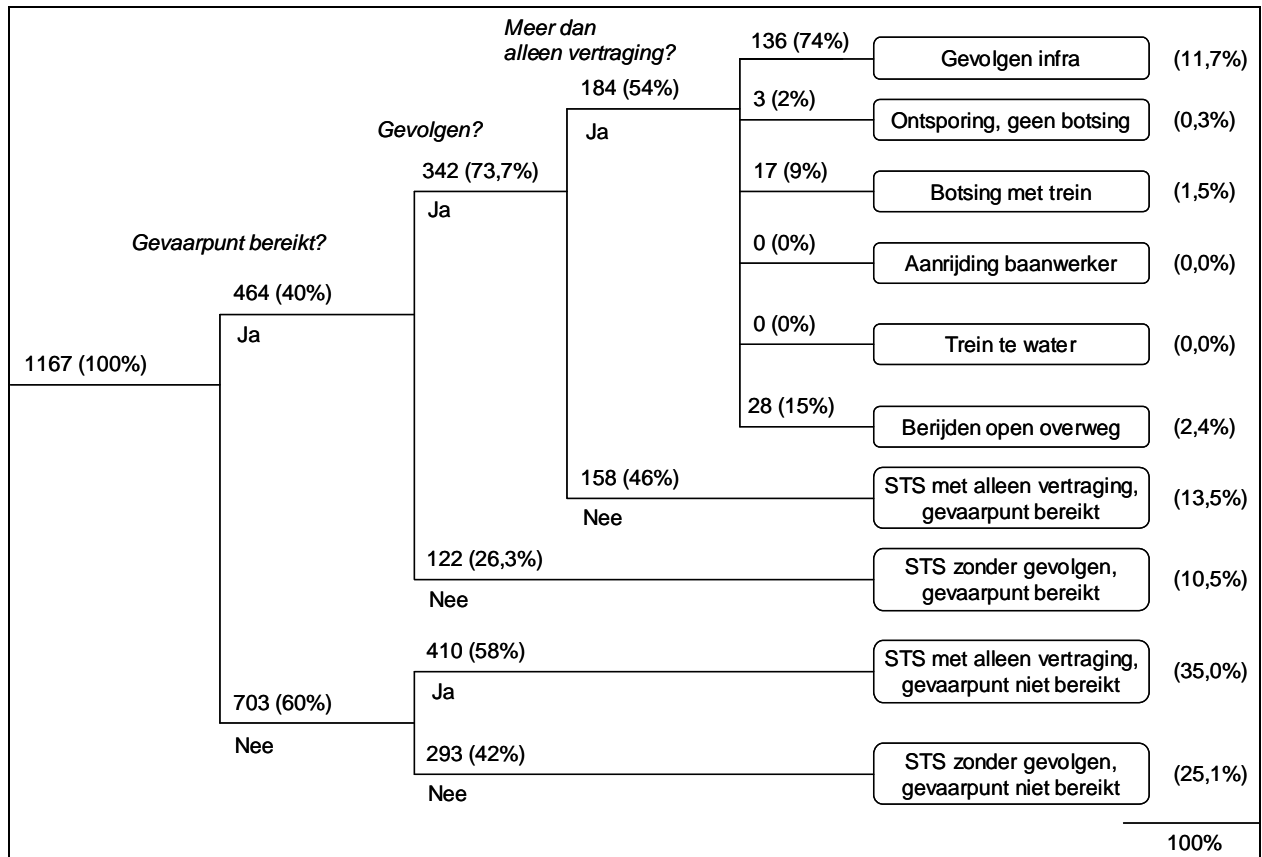 Meer dan
alleen vertraging?
136 (74%)
Gevolgen infra
(11,7%)
184 (54%)
3 (2%)
Ontsporing, geen botsing
(0,3%)
Gevolgen?
Ja
342 (73,7%)
17 (9%)
Botsing met trein
(1,5%)
Ja
Gevaarpunt bereikt?
0 (0%)
Aanrijding baanwerker
(0,0%)
464 (40%)
Ja
0 (0%)
Trein te water
(0,0%)
1167 (100%)
28 (15%)
Berijden open overweg
(2,4%)
158 (46%)
Nee
STS met alleen vertraging,
gevaarpunt bereikt
(13,5%)
122 (26,3%)
Nee
STS zonder gevolgen,
gevaarpunt bereikt
(10,5%)
410 (58%)
Ja
STS met alleen vertraging,
gevaarpunt niet bereikt
(35,0%)
703 (60%)
Nee
293 (42%)
Nee
STS zonder gevolgen,
gevaarpunt niet bereikt
(25,1%)
100%